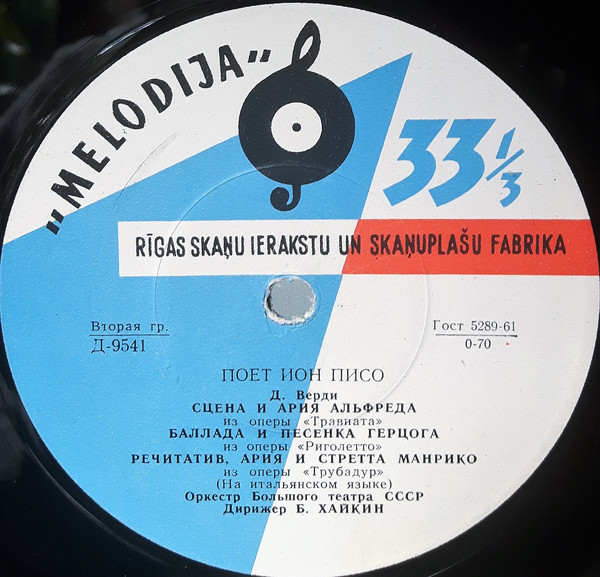 „MELODIJA”
33 1/3
RĪGAS SKAŅU IERAKSTU UN SKAŅUPLAŠU FABRIKA
Вторая гр.
Д-9541
Гост 5289-61
0-70
ПОЕТ ИОН ПИСО
Д. Верди
СЦЕНА И АРИЯ АЛЬФРЕДА
из оперы «Травиата»
БАЛЛАДА И ПЕСЕНКА ГЕРЦОГА
из оперы «Риголетто»
РЕЧИТАТИВ, АРИЯ И СТРЕТТА МАНРИКО
из оперы «Трубадур»
(На итальянском языке)
Оркестр Большого театра СССР
Дирижер Б. ХАЙКИН